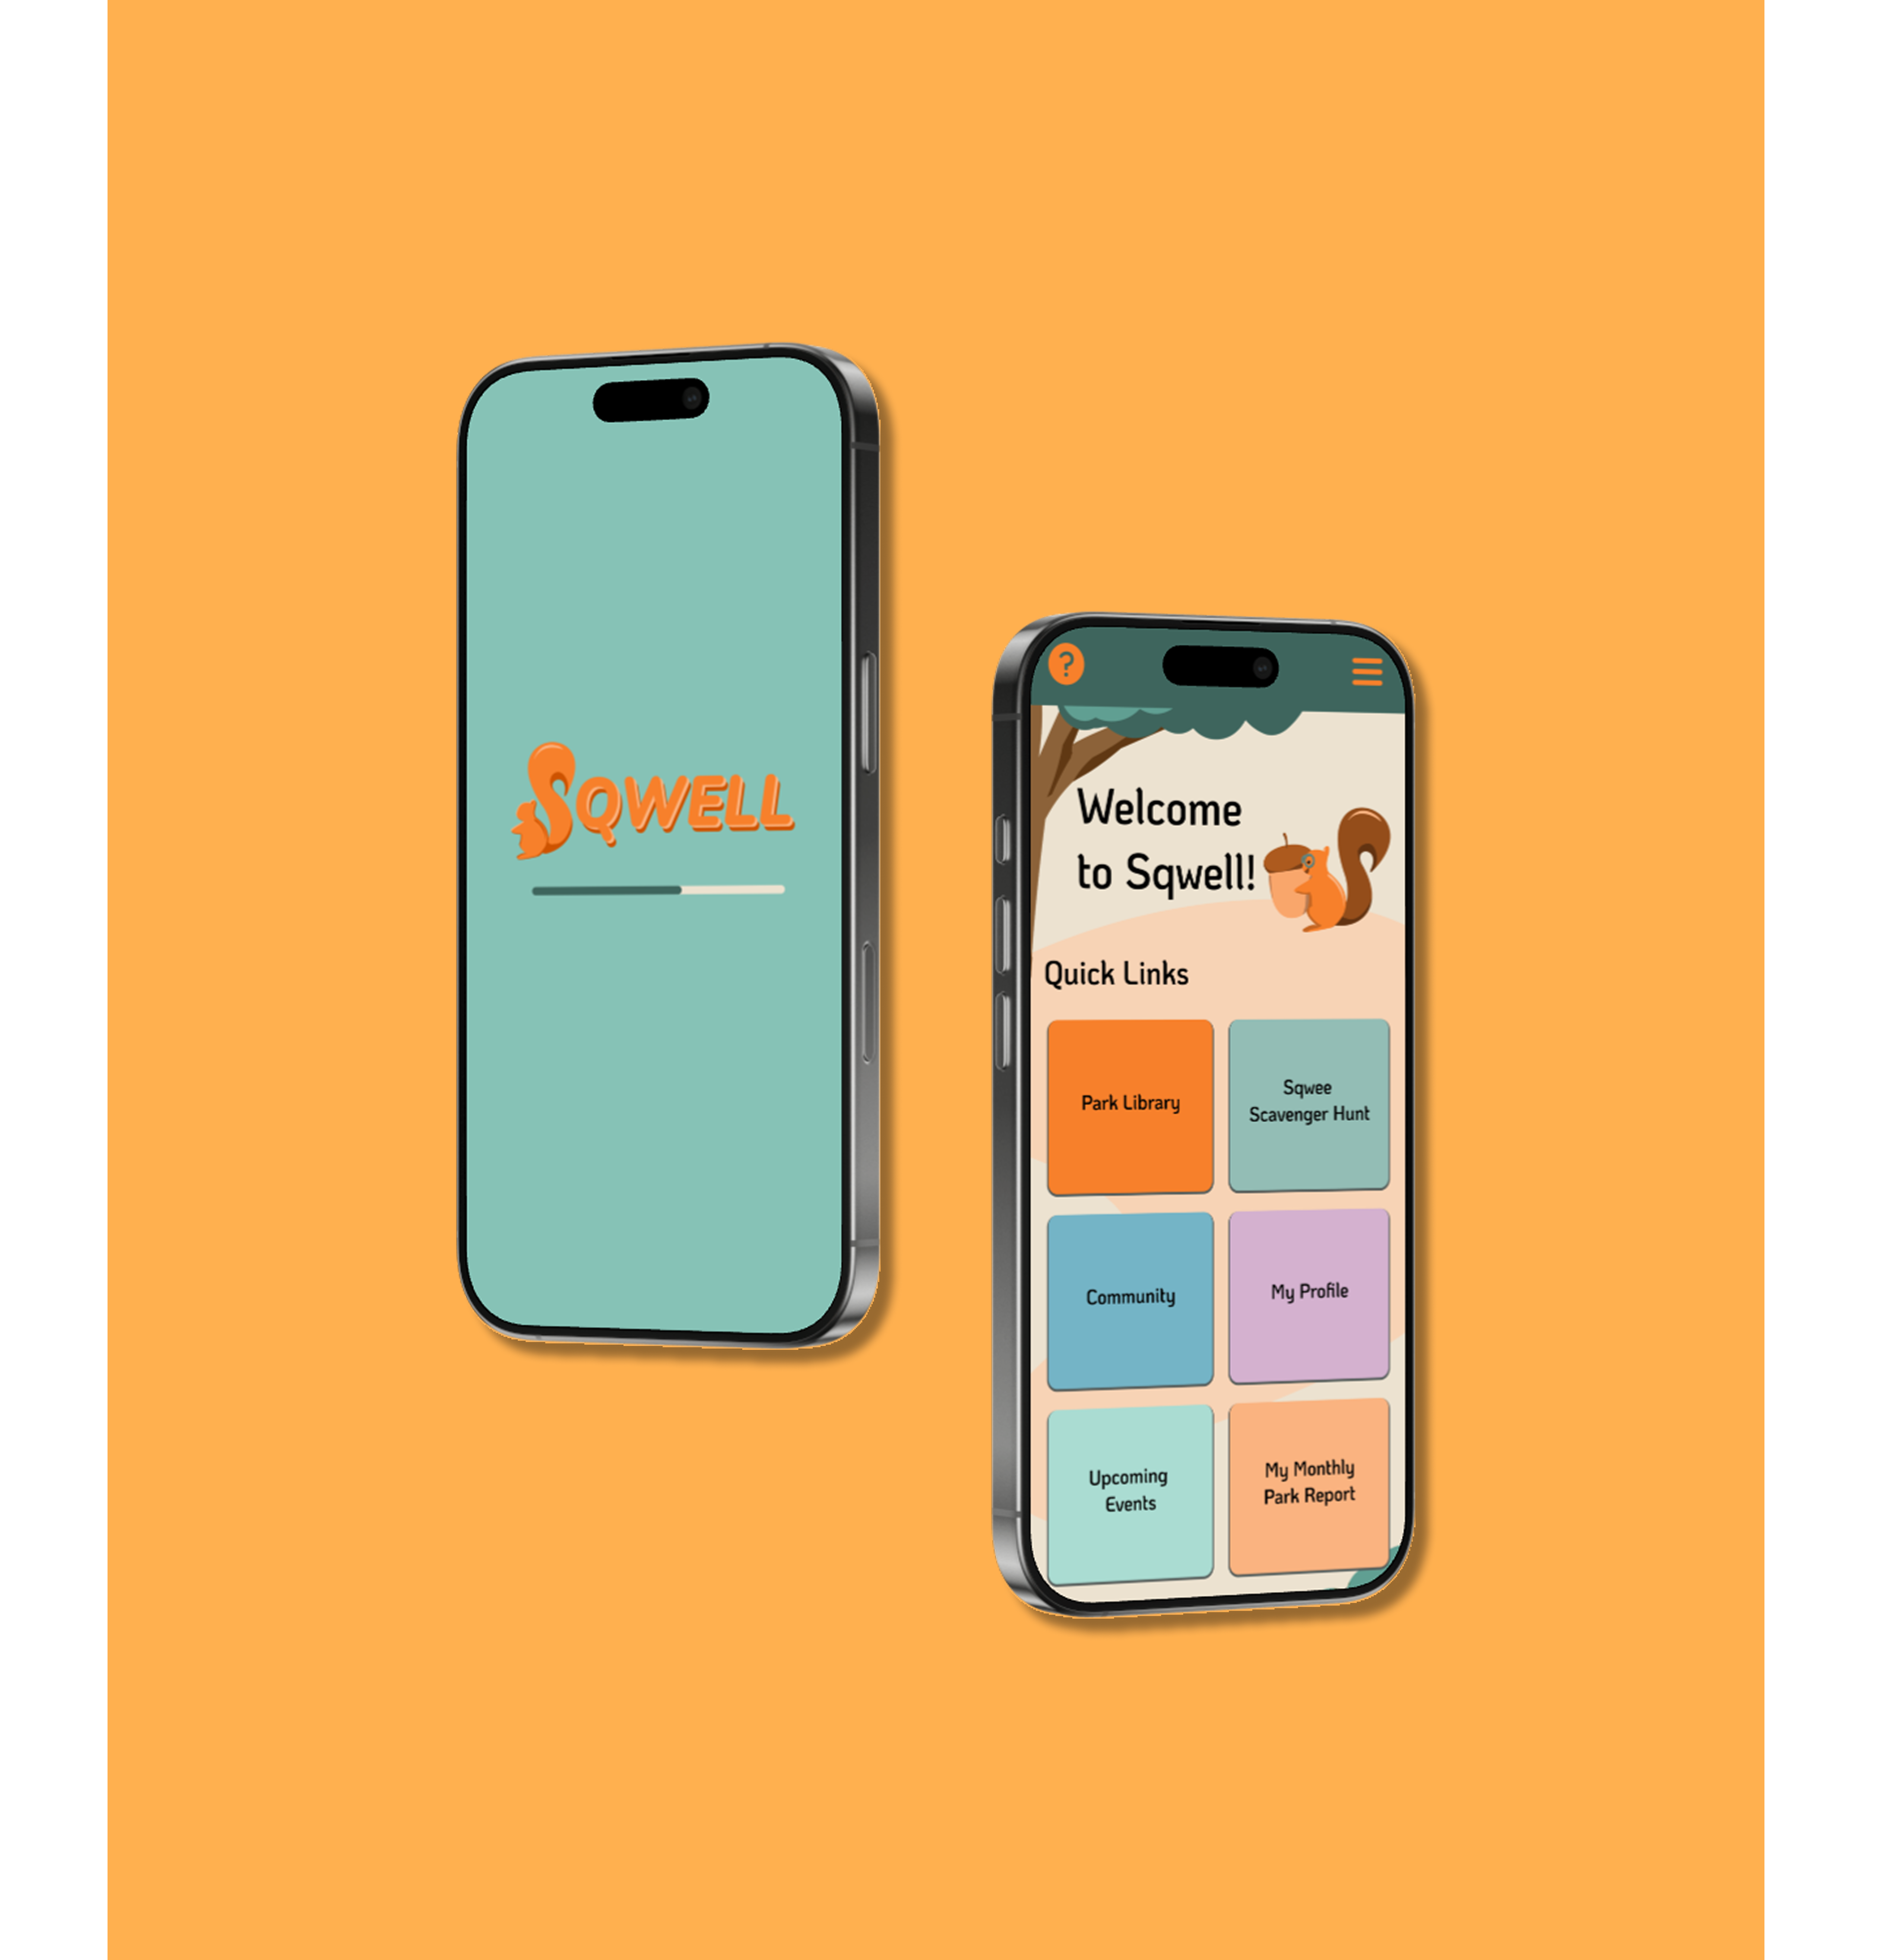 SQWELL
?
Welcome
to Sqwell!
Quick Links
Park Library
Sqwee
Scavenger Hunt
Community
My Profile
Upcoming
Events
My Monthly
Park Report